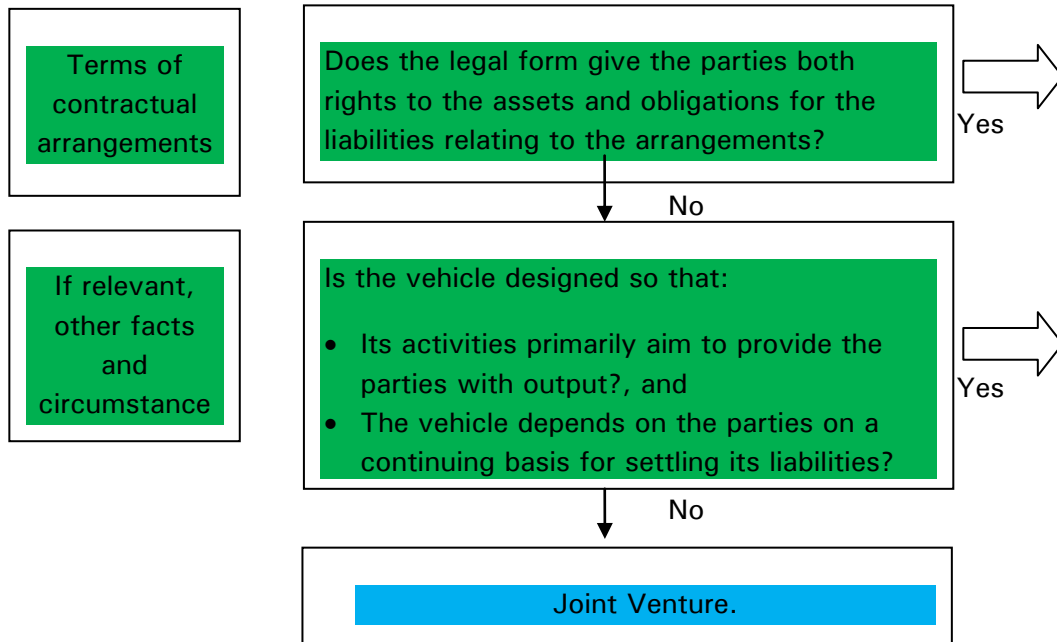 Terms of
contractual
arrangements
Does the legal form give the parties both
rights to the assets and obligations for the
liabilities relating to the arrangements?
Yes
No
If relevant,
other facts
and
circumstance
Is the vehicle designed so that:
• Its activities primarily aim to provide the
parties with output?, and
• The vehicle depends on the parties on a
continuing basis for settling its liabilities?
Yes
No
Joint Venture.